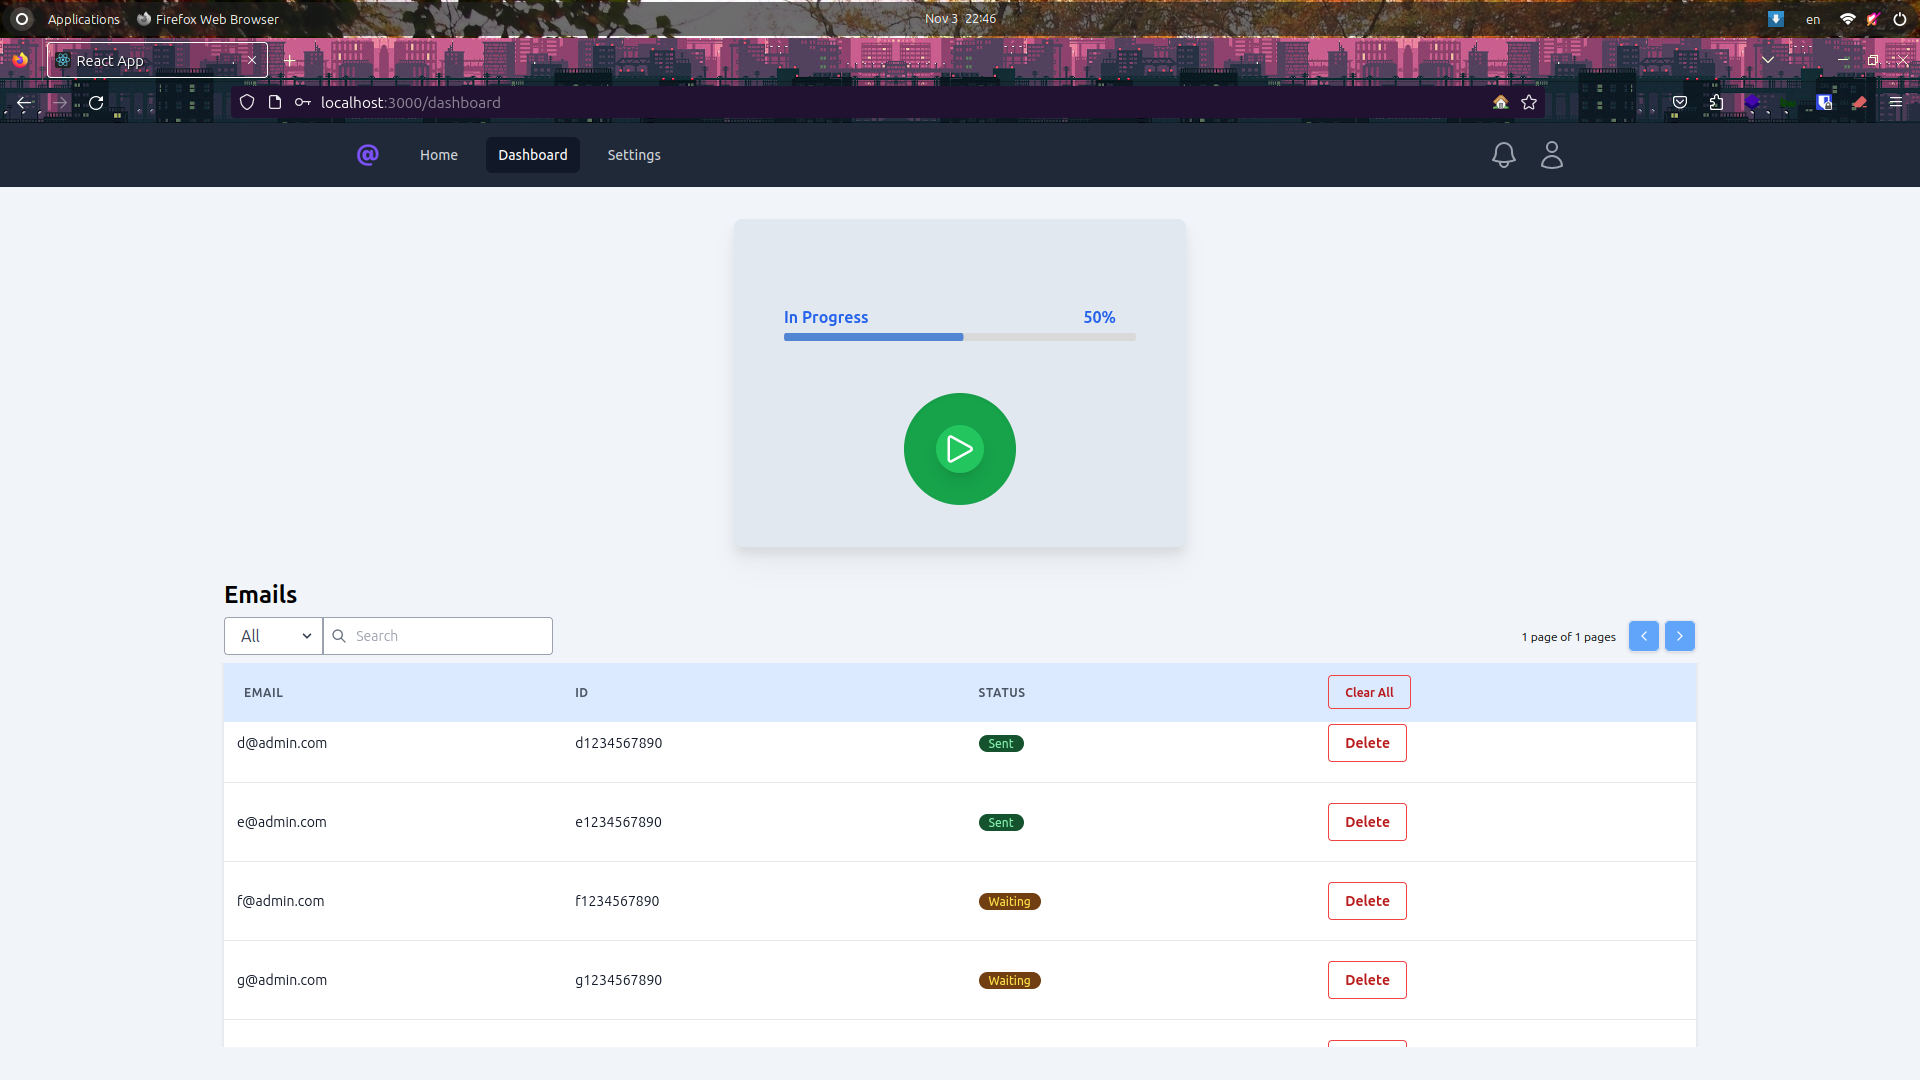 Applications Firefox Web Browser Nov 3 22:46 en
React App
localhost:3000/dashboard
@ Home Dashboard Settings
In Progress 50%
Emails
All Search 1 page of 1 pages
EMAIL ID STATUS Clear All
d@admin.com d1234567890 Sent Delete
e@admin.com e1234567890 Sent Delete
f@admin.com f1234567890 Waiting Delete
g@admin.com g1234567890 Waiting Delete